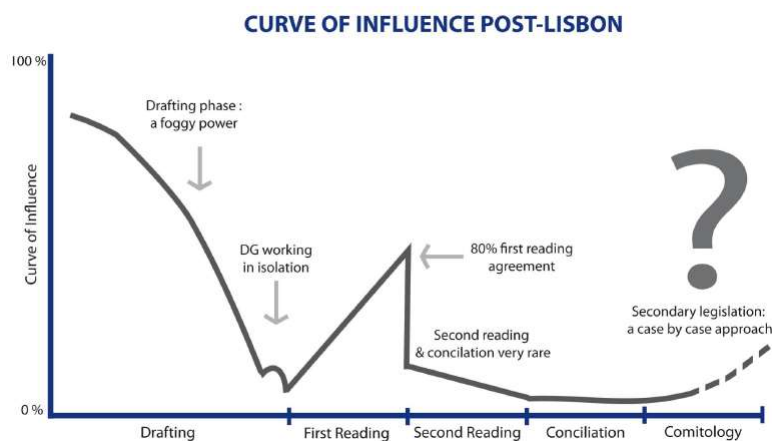 CURVE OF INFLUENCE POST-LISBON
100 %
Drafting phase :
a foggy power
DG working
in isolation
80% first reading
agreement
?
Secondary legislation:
a case by case approach
Second reading
& concilation very rare
Curve of Influence
0 %
Drafting
First Reading
Second Reading
Conciliation
Comitology